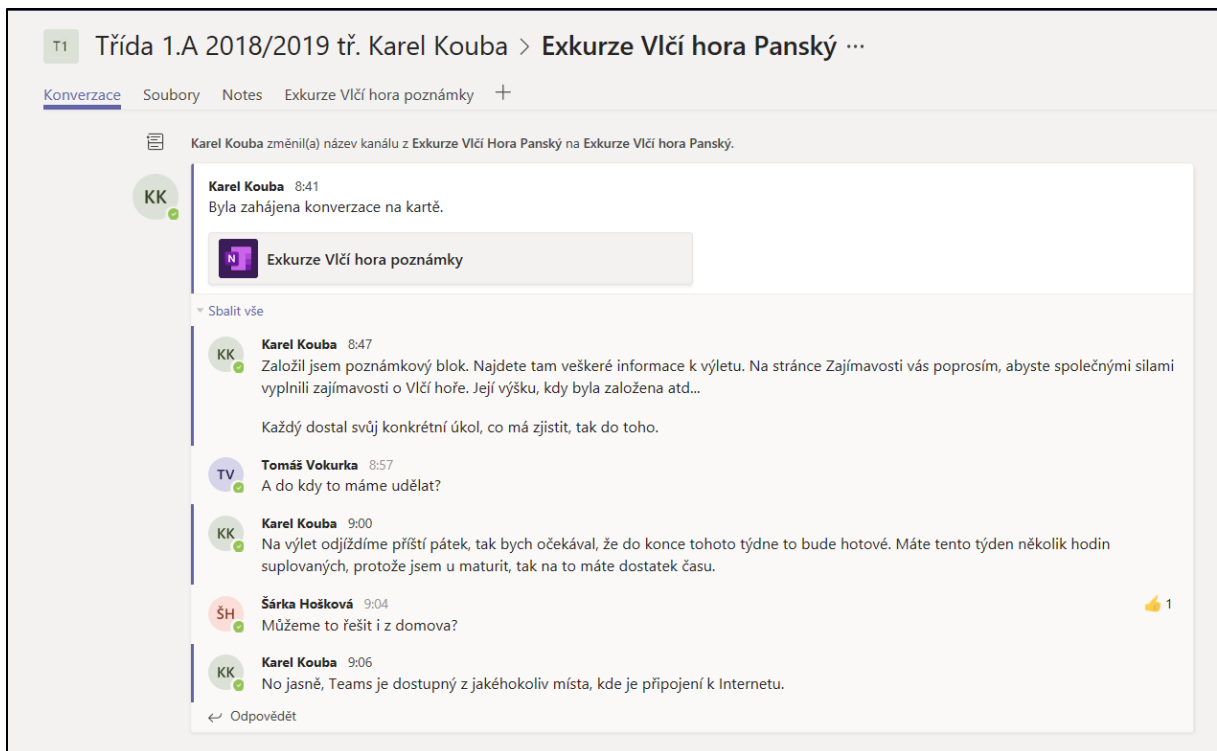 T1 Třída 1.A 2018/2019 tř. Karel Kouba > Exkurze Vlčí hora Panský ...
Konverzace Soubory Notes Exkurze Vlčí hora poznámky +
Karel Kouba změnil(a) název kanálu z Exkurze Vlčí Hora Panský na Exkurze Vlčí hora Panský.
KK
Karel Kouba 8:41
Byla zahájena konverzace na kartě.
N Exkurze Vlčí hora poznámky
Sbalit vše
KK
Karel Kouba 8:47
Založil jsem poznámkový blok. Najdete tam veškeré informace k výletu. Na stránce Zajímavosti vás poprosím, abyste společnými silami
vyplnili zajímavosti o Vlčí hoře. Její výšku, kdy byla založena atd...
Každý dostal svůj konkrétní úkol, co má zjistit, tak do toho.
TV
Tomáš Vokurka 8:57
A do kdy to máme udělat?
KK
Karel Kouba 9:00
Na výlet odjíždíme příští pátek, tak bych očekával, že do konce tohoto týdne to bude hotové. Máte tento týden několik hodin
suplovaných, protože jsem u maturit, tak na to máte dostatek času.
ŠH
Šárka Hošková 9:04 1
Můžeme to řešit i z domova?
KK
Karel Kouba 9:06
No jasně, Teams je dostupný z jakéhokoliv místa, kde je připojení k Internetu.
Odpovědět